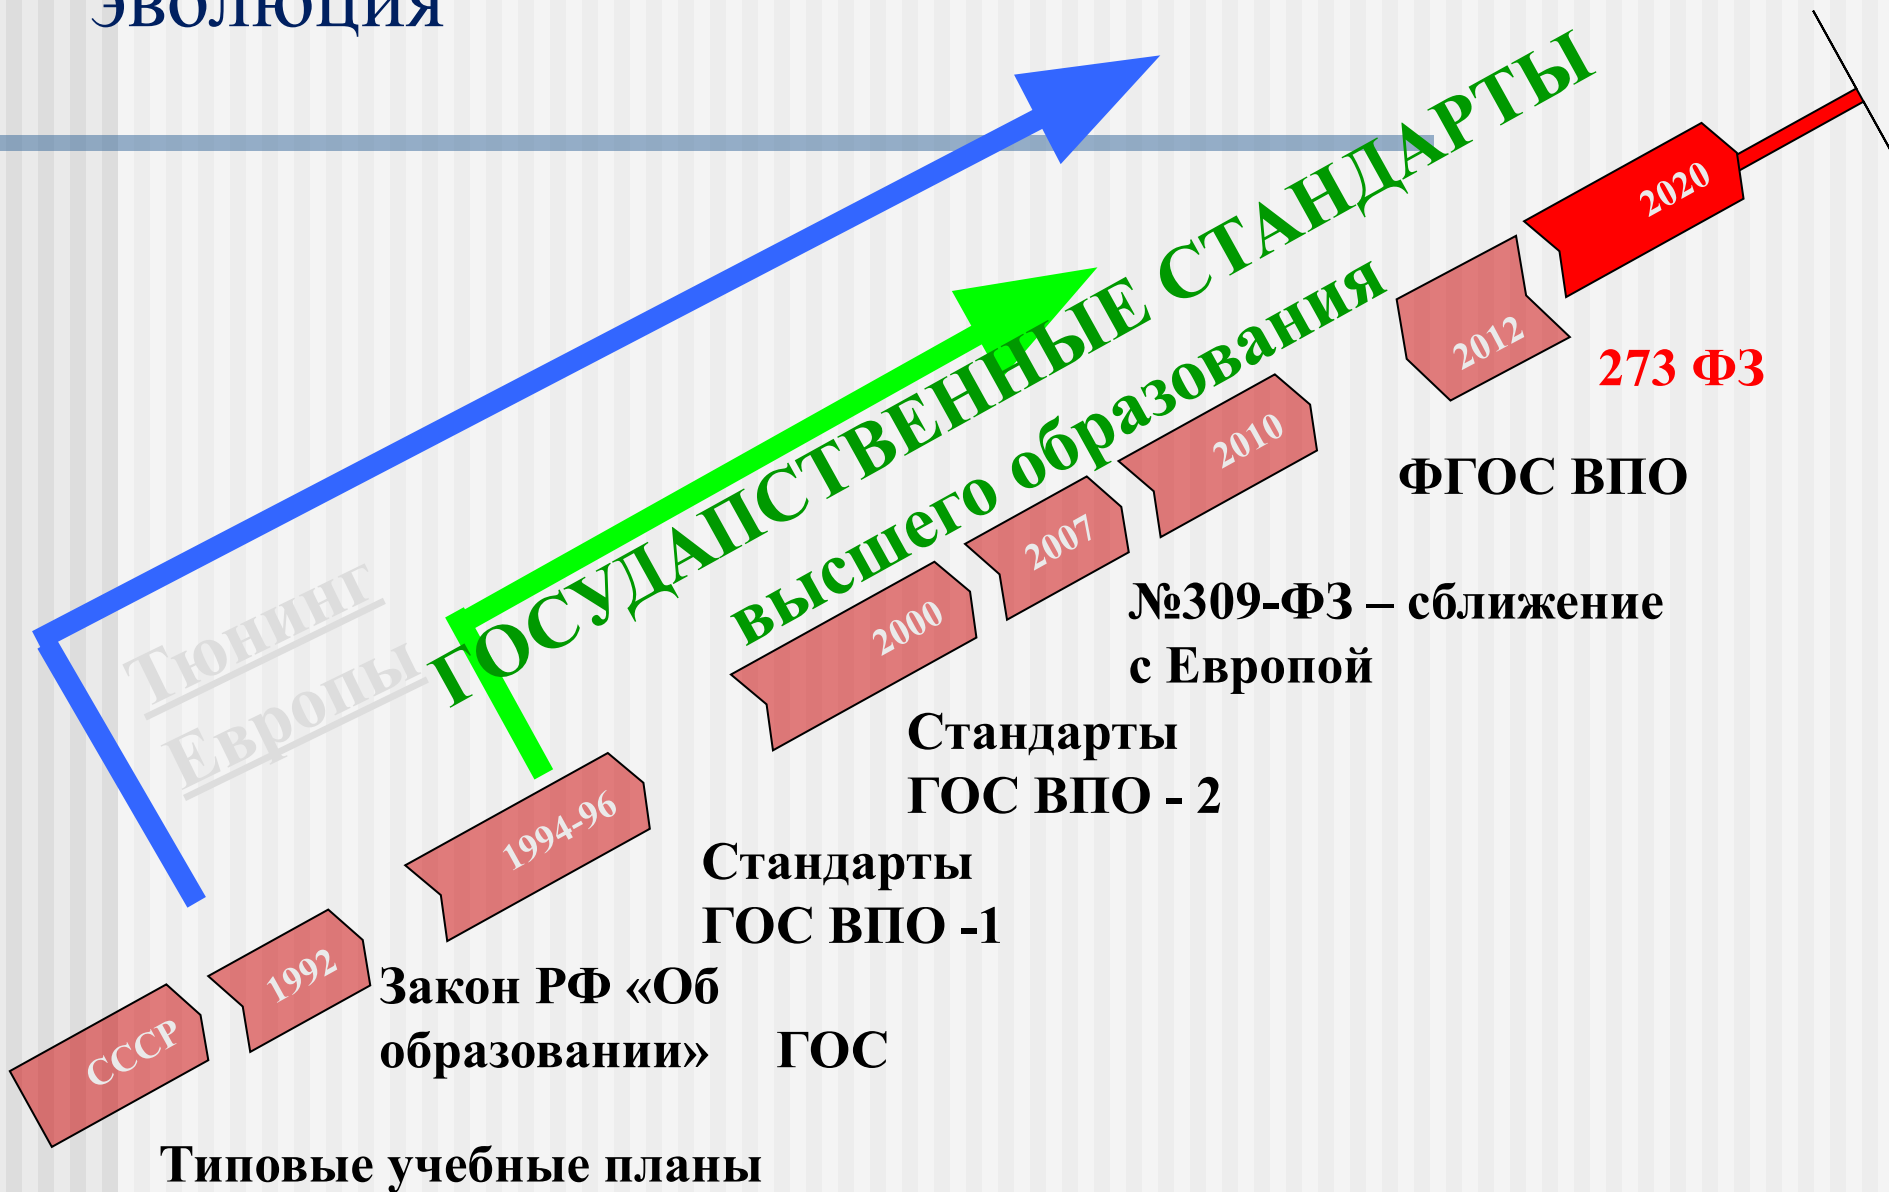 эволюция
ГОСУДАПСТВЕННЫЕ СТАНДАРТЫ
высшего образования
Тюнинг
Европы
2020
2012
273 ФЗ
2010
ФГОС ВПО
2007
№309-ФЗ – сближение
с Европой
2000
Стандарты
ГОС ВПО - 2
1994-96
Стандарты
ГОС ВПО -1
1992
Закон РФ «Об
образовании» ГОС
СССР
Типовые учебные планы